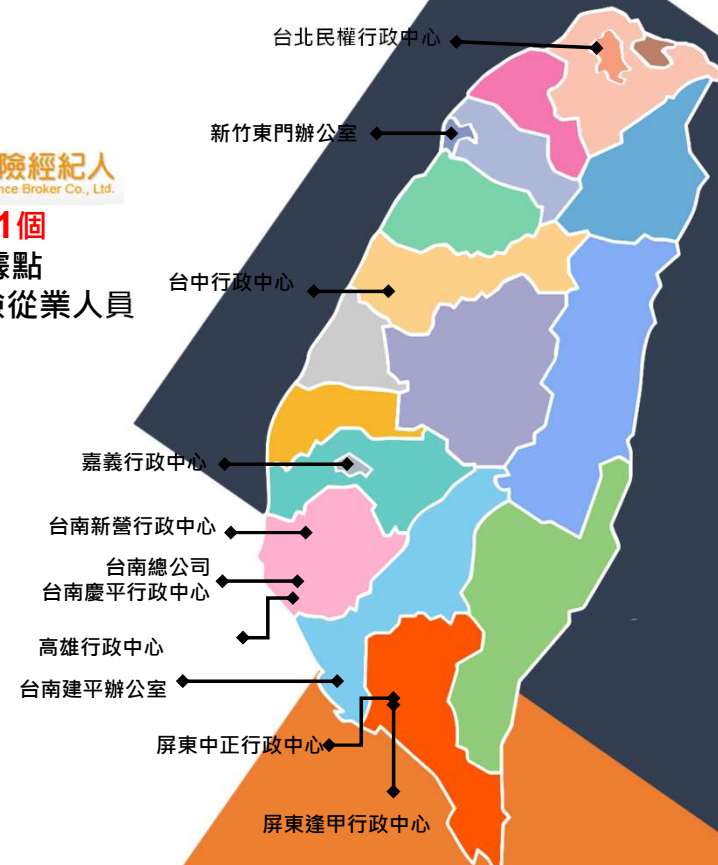 台北民權行政中心
新竹東門辦公室
險經紀人
nce Broker Co., Ltd.
1個
據點
從業人員
台中行政中心
嘉義行政中心
台南新營行政中心
台南總公司
台南慶平行政中心
高雄行政中心
台南建平辦公室
屏東中正行政中心
屏東逢甲行政中心